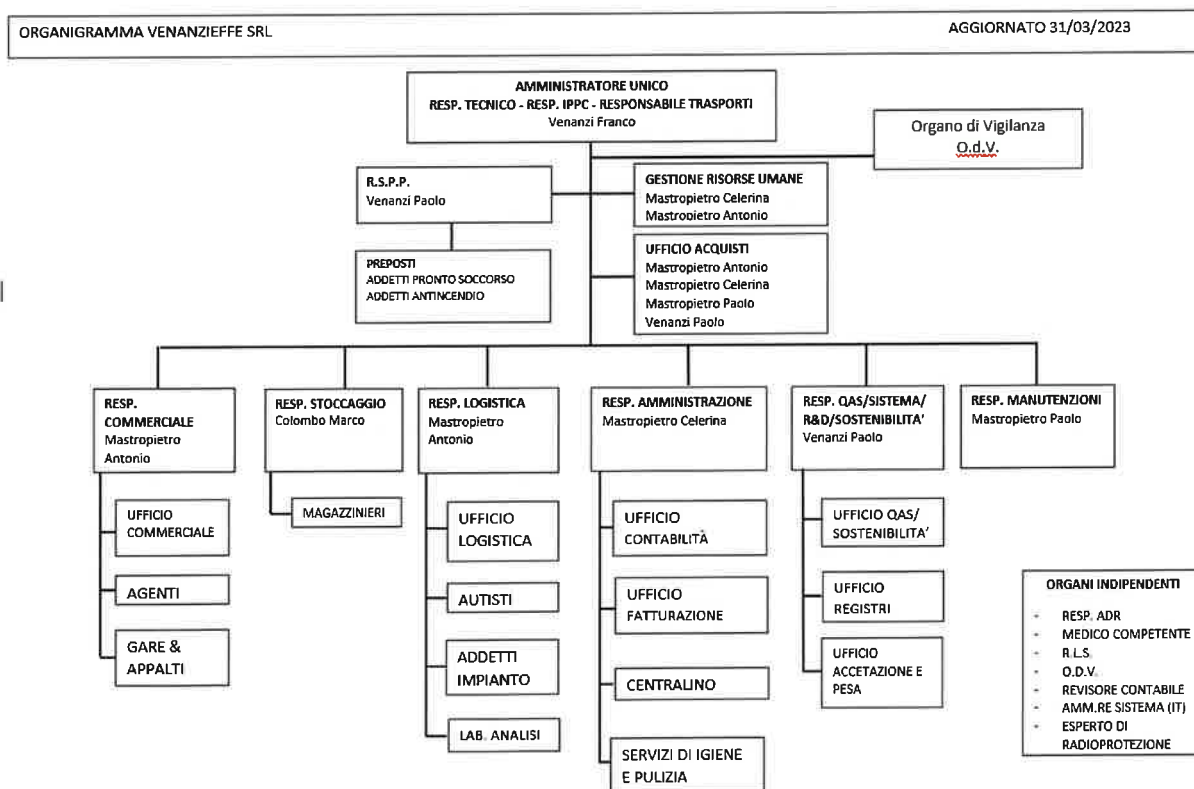 ORGANIGRAMMA VENANZIEFFE SRL
AGGIORNATO 31/03/2023
AMMINISTRATORE UNICO
RESP. TECNICO - RESP. IPPC - RESPONSABILE TRASPORTI
Venanzi Franco
Organo di Vigilanza
O.d.V.
R.S.P.P.
Venanzi Paolo
GESTIONE RISORSE UMANE
Mastropietro Celerina
Mastropietro Antonio
PREPOSTI
ADDETTI PRONTO SOCCORSO
ADDETTI ANTINCENDIO
UFFICIO ACQUISTI
Mastropietro Antonio
Mastropietro Celerina
Mastropietro Paolo
Venanzi Paolo
RESP.
COMMERCIALE
Mastropietro
Antonio
RESP. STOCCAGGIO
Colombo Marco
RESP. LOGISTICA
Mastropietro
Antonio
RESP. AMMINISTRAZIONE
Mastropietro Celerina
RESP. QAS/SISTEMA/
R&D/SOSTENIBILITA'
Venanzi Paolo
RESP. MANUTENZIONI
Mastropietro Paolo
UFFICIO
COMMERCIALE
AGENTI
GARE &
APPALTI
MAGAZZINIERI
UFFICIO
LOGISTICA
AUTISTI
ADDETTI
IMPIANTO
LAB. ANALISI
UFFICIO
CONTABILITÀ
UFFICIO
FATTURAZIONE
CENTRALINO
SERVIZI DI IGIENE
E PULIZIA
UFFICIO QAS/
SOSTENIBILITA'
UFFICIO
REGISTRI
UFFICIO
ACCETAZIONE E
PESA
ORGANI INDIPENDENTI
- RESP. ADR
- MEDICO COMPETENTE
- R.L.S.
- O.D.V.
- REVISORE CONTABILE
- AMM.RE SISTEMA (IT)
- ESPERTO DI
RADIOPROTEZIONE